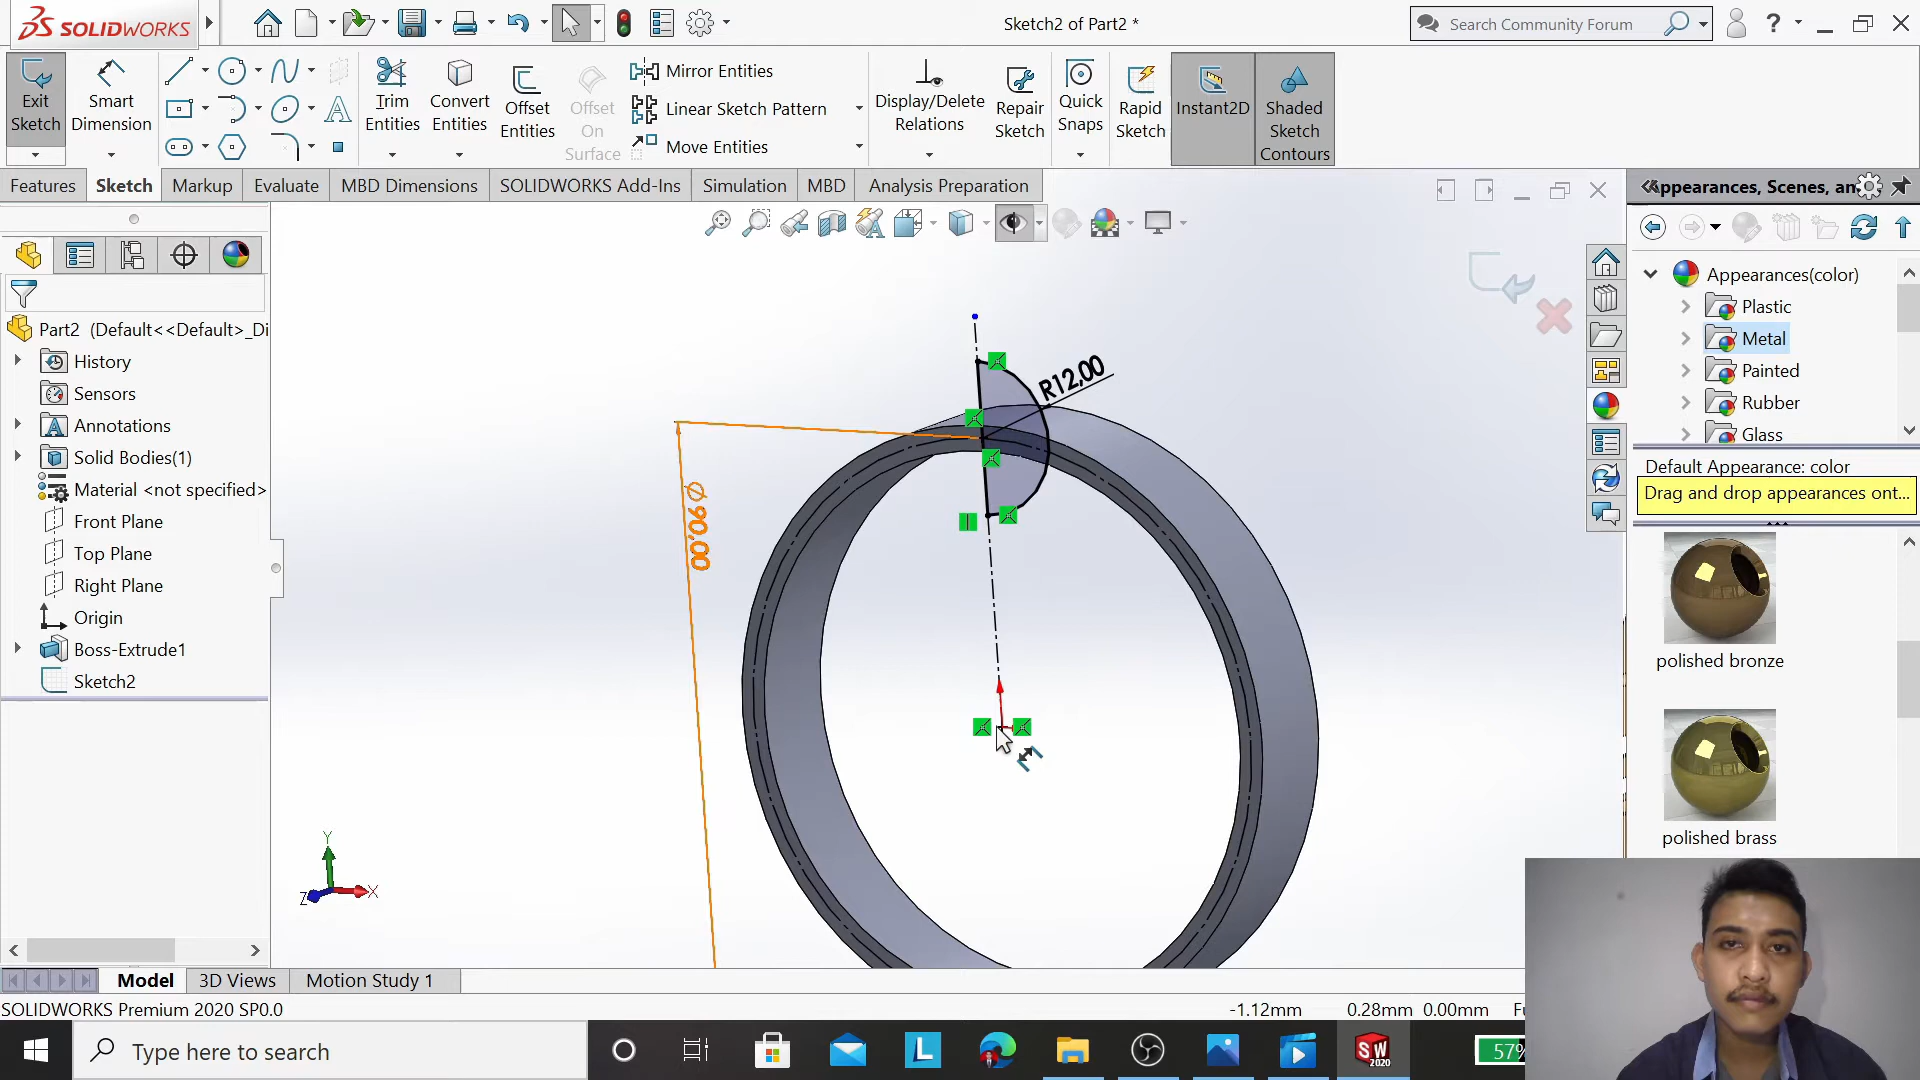 SOLIDWORKS
Sketch2 of Part2 *
Search Community Forum
?
Exit Sketch
Smart Dimension
Trim Entities
Convert Entities
Offset Entities
Offset On Surface
Mirror Entities
Linear Sketch Pattern
Move Entities
Display/Delete Relations
Repair Sketch
Quick Snaps
Rapid Sketch
Instant2D
Shaded Sketch Contours
Features
Sketch
Markup
Evaluate
MBD Dimensions
SOLIDWORKS Add-Ins
Simulation
MBD
Analysis Preparation
Part2 (Default<<Default>_Di
History
Sensors
Annotations
Solid Bodies(1)
Material <not specified>
Front Plane
Top Plane
Right Plane
Origin
Boss-Extrude1
Sketch2
R12,00
⌀ 90,00
Y
X
Z
Appearances, Scenes, an
Appearances(color)
Plastic
Metal
Painted
Rubber
Glass
Default Appearance: color
Drag and drop appearances ont...
polished bronze
polished brass
Model
3D Views
Motion Study 1
SOLIDWORKS Premium 2020 SP0.0
-1.12mm
0.28mm
0.00mm
Type here to search
L
SW
2020
57%